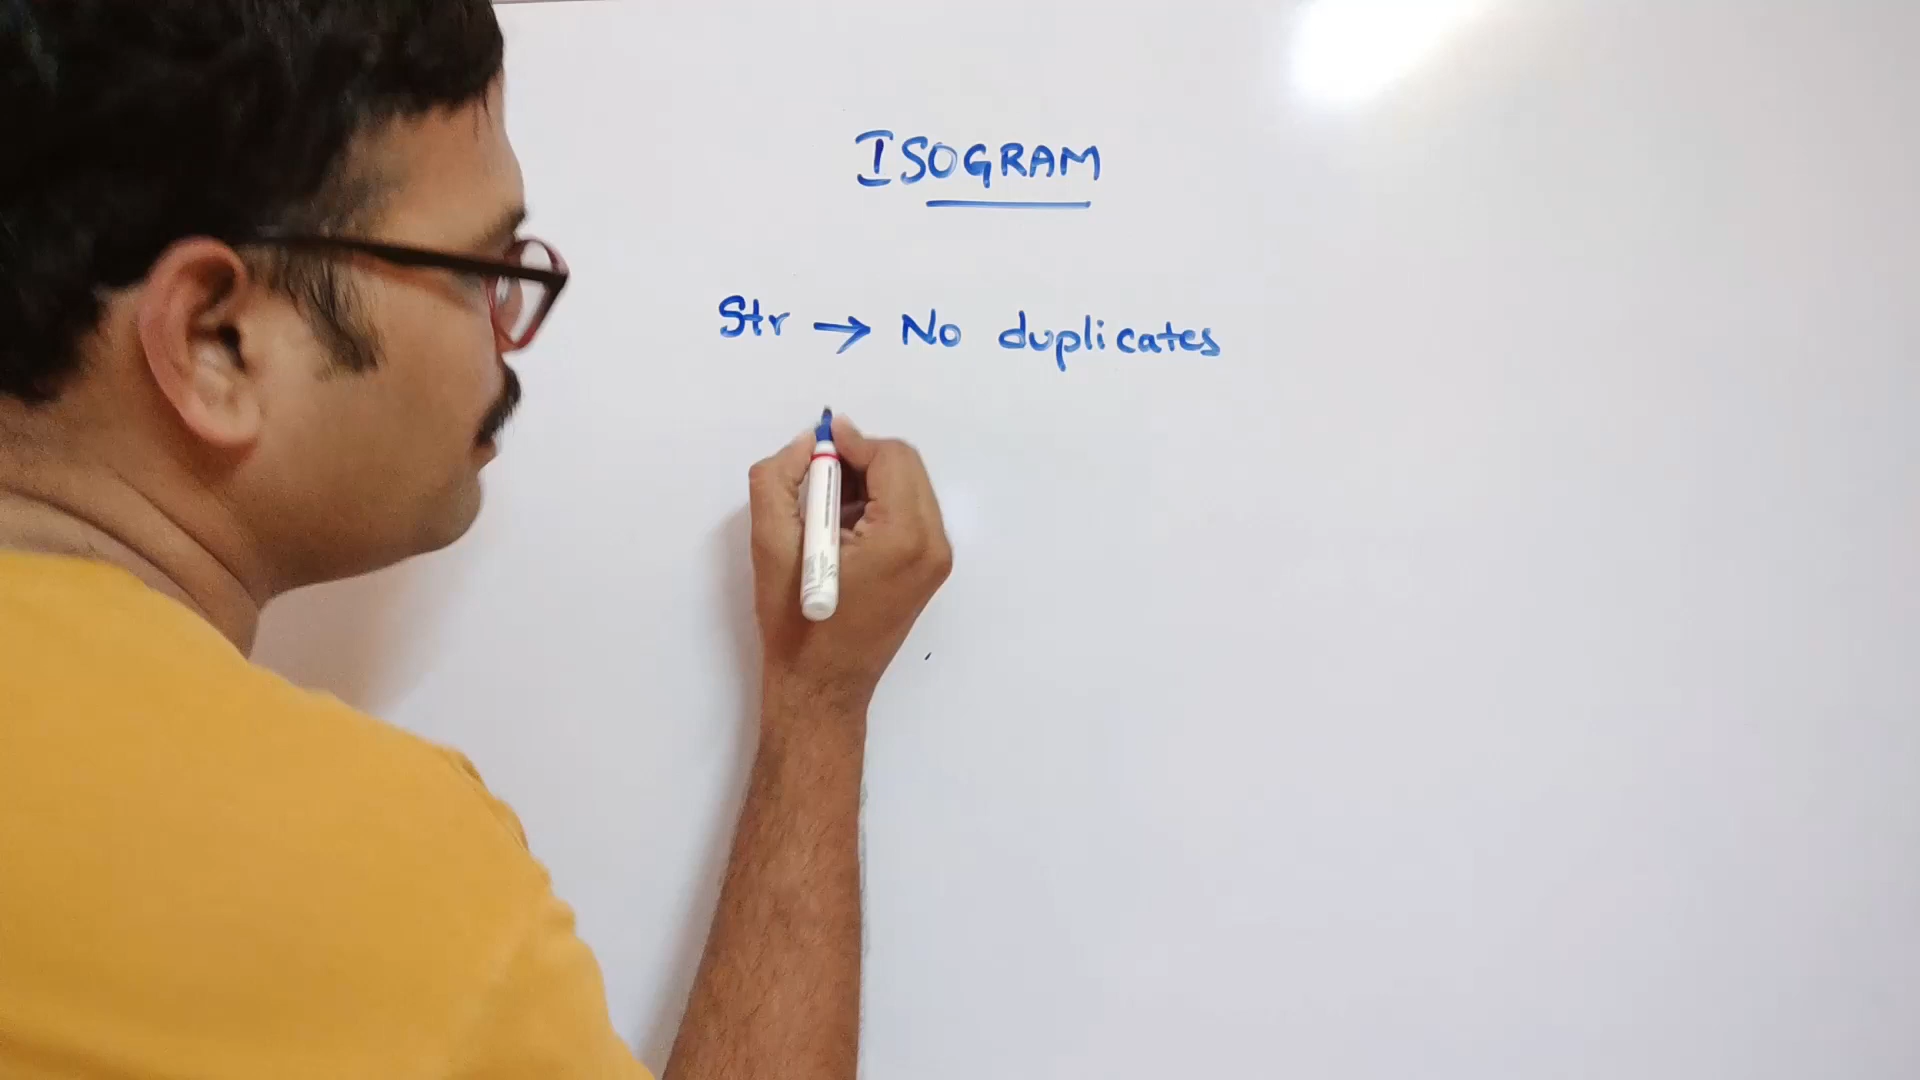 ISOGRAM
Str → No duplicates